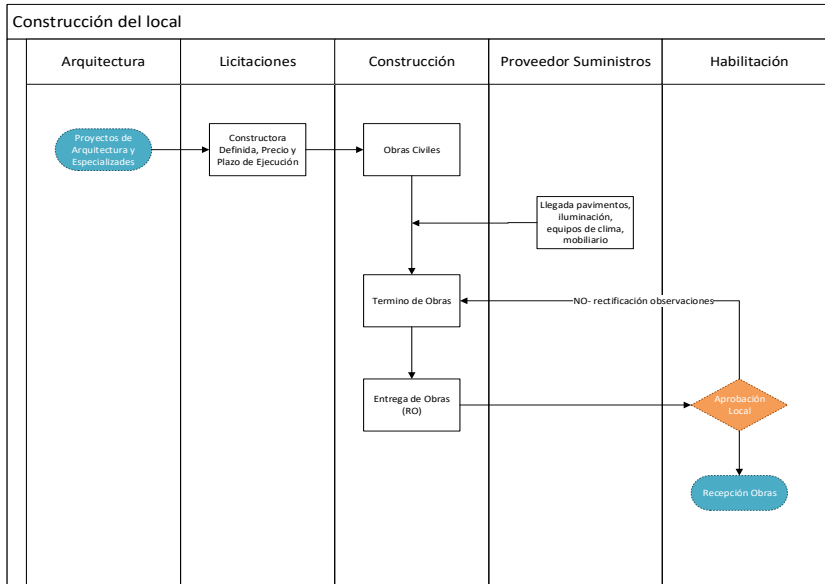 Construcción del local
Arquitectura
Licitaciones
Construcción
Proveedor Suministros
Habilitación
Proyectos de
Arquitectura y
Especializades
Constructora
Definida, Precio y
Plazo de Ejecución
Obras Civiles
Llegada pavimentos,
iluminación,
equipos de clima,
mobiliario
Termino de Obras
NO- rectificación observaciones
Entrega de Obras
(RO)
Aprobación
Local
Recepción Obras